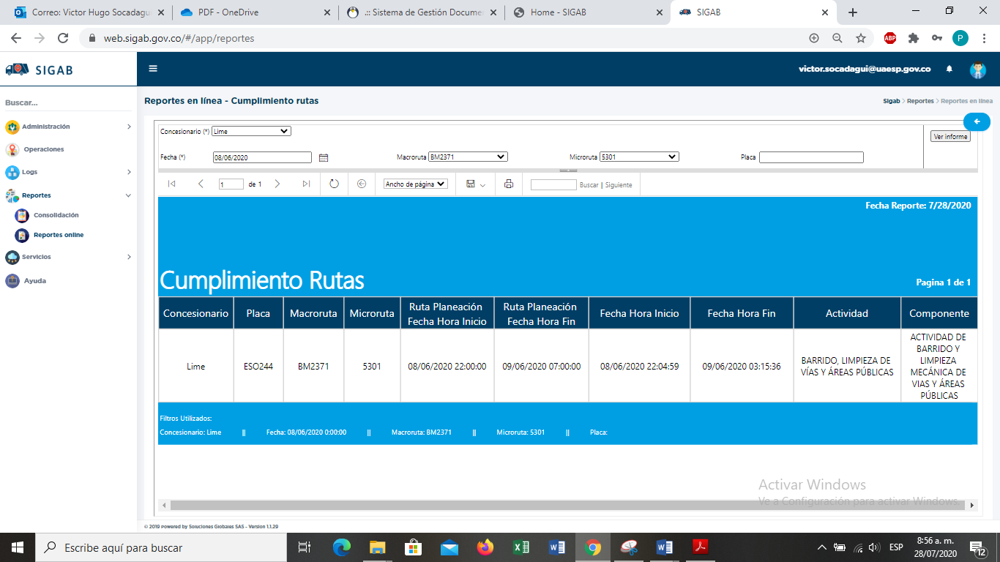 Correo: Victor Hugo Socadagu
PDF - OneDrive
.:: Sistema de Gestión Documen
Home - SIGAB
SIGAB
web.sigab.gov.co/#/app/reportes
ABP
P
SIGAB
victor.socadagui@uaesp.gov.co
Buscar...
Administración
Operaciones
Logs
Reportes
Consolidación
Reportes online
Servicios
Ayuda
Reportes en línea - Cumplimiento rutas
Sigab > Reportes > Reportes en línea
Concesionario (*) Lime
Ver informe
Fecha (*) 08/06/2020 Macroruta BM2371 Microruta 5301 Placa
1 de 1 Ancho de página Buscar | Siguiente
Fecha Reporte: 7/28/2020
Cumplimiento Rutas
Pagina 1 de 1
Concesionario Placa Macroruta Microruta Ruta Planeación Fecha Hora Inicio Ruta Planeación Fecha Hora Fin Fecha Hora Inicio Fecha Hora Fin Actividad Componente
Lime ESO244 BM2371 5301 08/06/2020 22:00:00 09/06/2020 07:00:00 08/06/2020 22:04:59 09/06/2020 03:15:36
BARRIDO, LIMPIEZA DE
VÍAS Y ÁREAS PÚBLICAS
ACTIVIDAD DE
BARRIDO Y
LIMPIEZA
MECÁNICA DE
VIAS Y ÁREAS
PÚBLICAS
Filtros Utilizados:
Concesionario: Lime || Fecha: 08/06/2020 0:00:00 || Macroruta: BM2371 || Microruta: 5301 || Placa:
Activar Windows
Ve a Configuración para activar Windows.
© 2019 Powered by Soluciones Globales SAS - Version 1.1.29
Escribe aquí para buscar
ESP
8:56 a. m.
28/07/2020
12